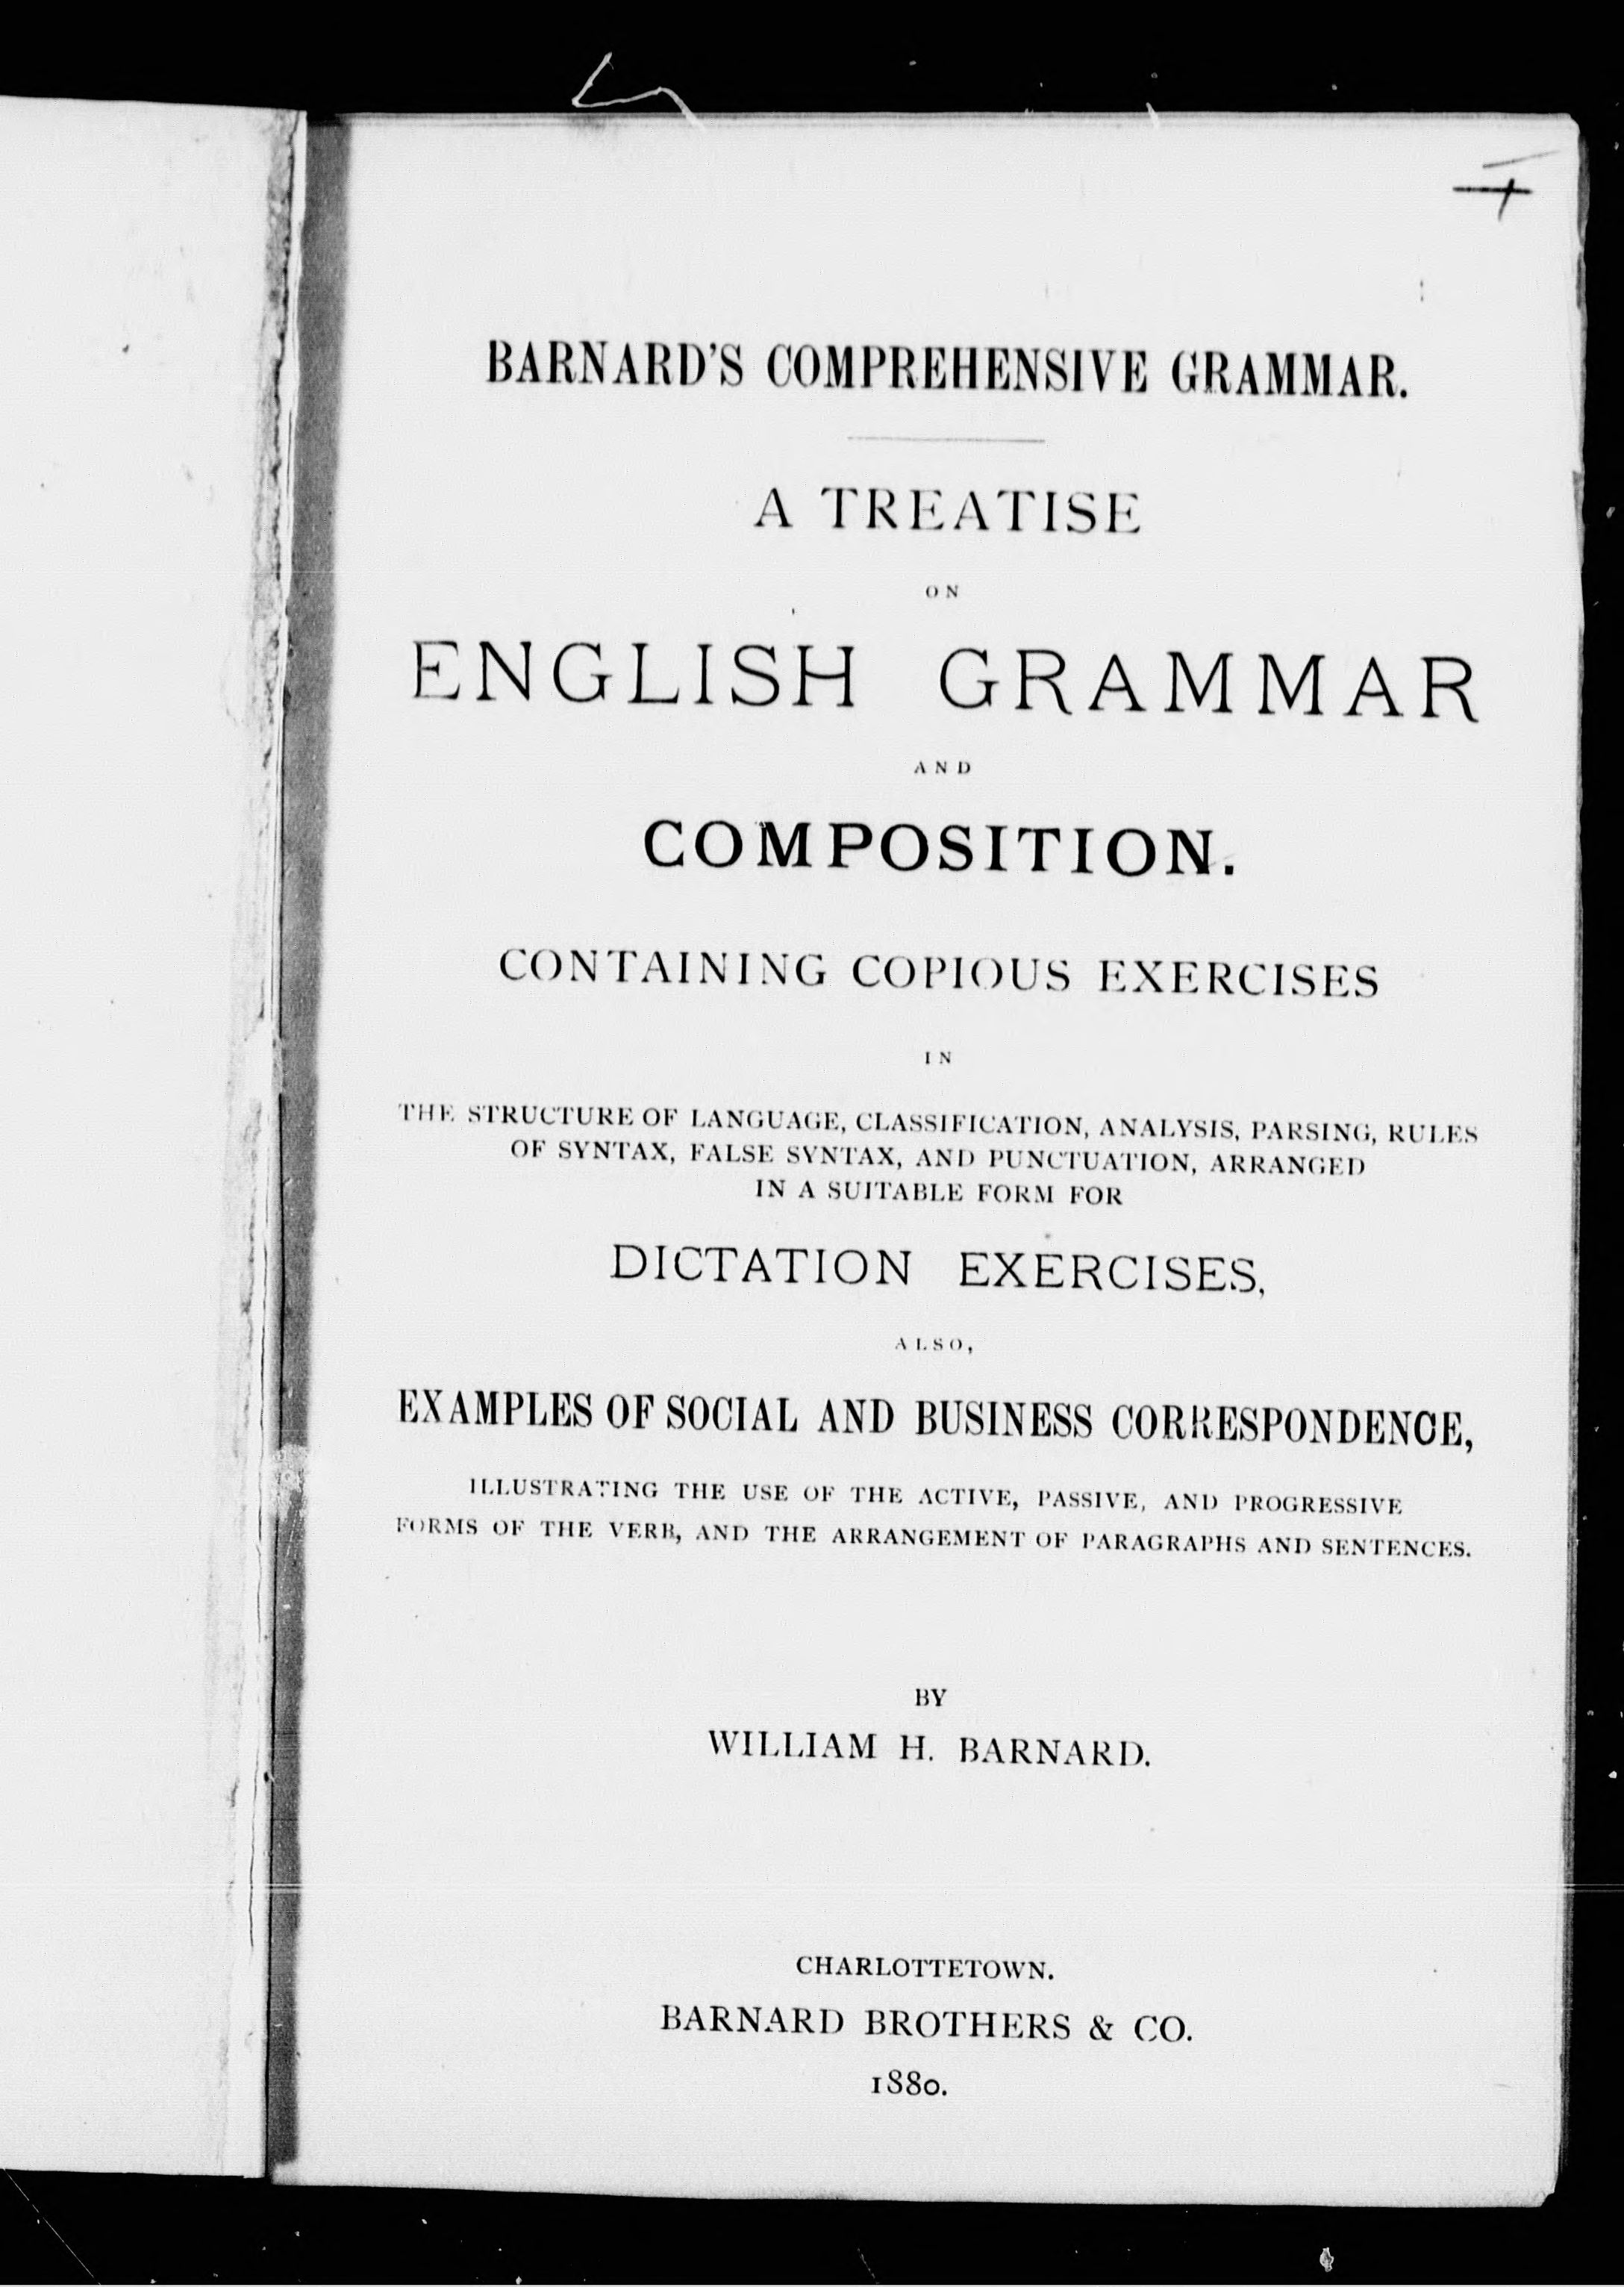 BARNARD'S COMPREHENSIVE GRAMMAR.
A TREATISE
ON
ENGLISH GRAMMAR
AND
COMPOSITION.
CONTAINING COPIOUS EXERCISES
IN
THE STRUCTURE OF LANGUAGE, CLASSIFICATION, ANALYSIS, PARSING, RULES
OF SYNTAX, FALSE SYNTAX, AND PUNCTUATION, ARRANGED
IN A SUITABLE FORM FOR
DICTATION EXERCISES,
ALSO,
EXAMPLES OF SOCIAL AND BUSINESS CORRESPONDENCE,
ILLUSTRATING THE USE OF THE ACTIVE, PASSIVE, AND PROGRESSIVE
FORMS OF THE VERB, AND THE ARRANGEMENT OF PARAGRAPHS AND SENTENCES.
BY
WILLIAM H. BARNARD.
CHARLOTTETOWN.
BARNARD BROTHERS & CO.
1880.